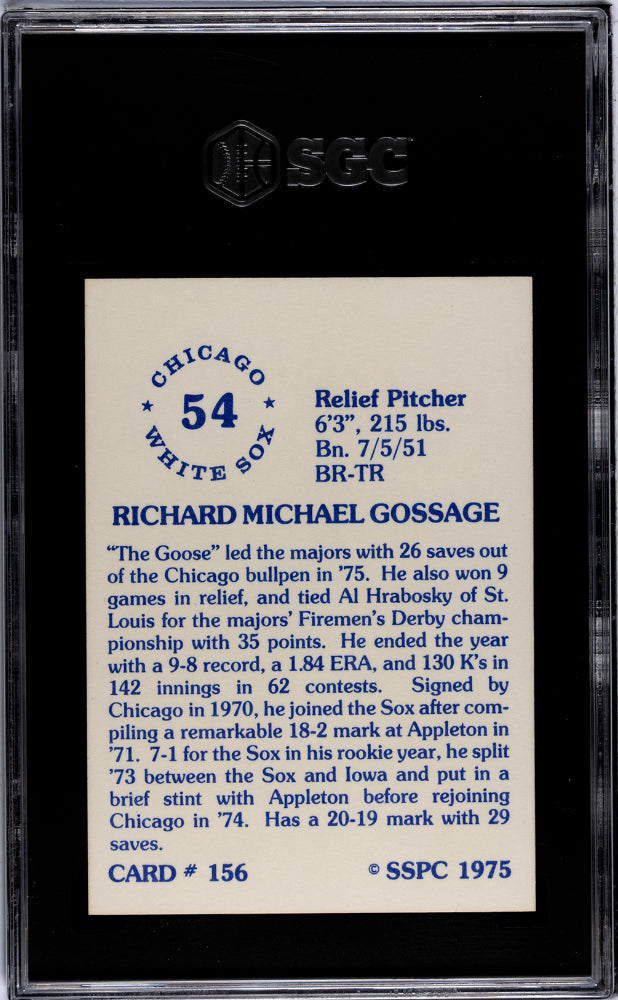 SGC
CHICAGO
54
WHITE SOX
Relief Pitcher
6'3", 215 lbs.
Bn. 7/5/51
BR-TR
RICHARD MICHAEL GOSSAGE
“The Goose” led the majors with 26 saves out
of the Chicago bullpen in '75. He also won 9
games in relief, and tied Al Hrabosky of St.
Louis for the majors' Firemen's Derby cham-
pionship with 35 points. He ended the year
with a 9-8 record, a 1.84 ERA, and 130 K's in
142 innings in 62 contests. Signed by
Chicago in 1970, he joined the Sox after com-
piling a remarkable 18-2 mark at Appleton in
'71. 7-1 for the Sox in his rookie year, he split
'73 between the Sox and Iowa and put in a
brief stint with Appleton before rejoining
Chicago in '74. Has a 20-19 mark with 29
saves.
CARD # 156 © SSPC 1975